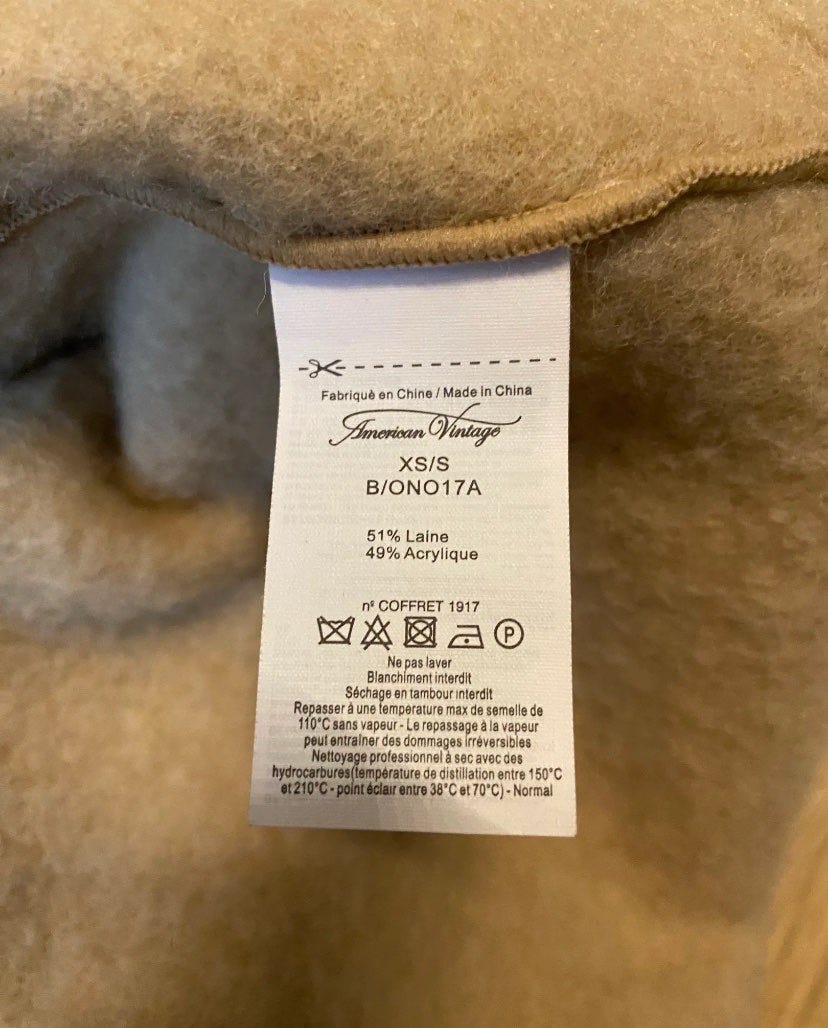 Fabriquè en Chine / Made in China
American Vintage
XS/S
B/ONO17A
51% Laine
49% Acrylique
nº COFFRET 1917
P
Ne pas laver
Blanchiment interdit
Séchage en tambour interdit
Repasser à une température max de semelle de
110°C sans vapeur - Le repassage à la vapeur
peut entraîner des dommages irréversibles
Nettoyage professionnel à sec avec des
hydrocarbures(température de distillation entre 150°C
et 210°C - point éclair entre 38°C et 70°C) - Normal